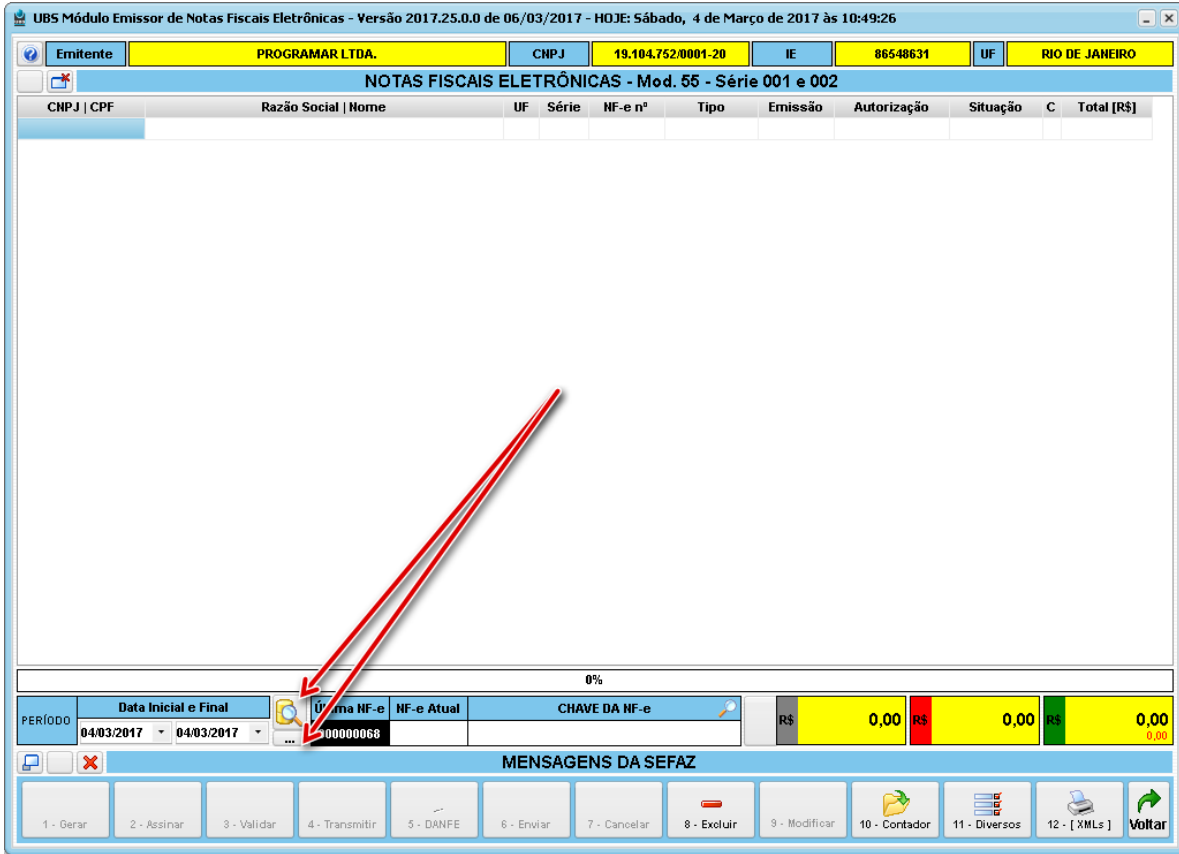 UBS Módulo Emissor de Notas Fiscais Eletrônicas - Versão 2017.25.0.0 de 06/03/2017 - HOJE: Sábado, 4 de Março de 2017 às 10:49:26
Emitente PROGRAMAR LTDA. CNPJ 19.104.752/0001-20 IE 86548631 UF RIO DE JANEIRO
NOTAS FISCAIS ELETRÔNICAS - Mod. 55 - Série 001 e 002
CNPJ | CPF Razão Social | Nome UF Série NF-e nº Tipo Emissão Autorização Situação C Total [R$]
0%
PERÍODO Data Inicial e Final Última NF-e NF-e Atual CHAVE DA NF-e R$ 0,00 R$ 0,00 R$ 0,00
04/03/2017 04/03/2017 ... 000000068 0,00
MENSAGENS DA SEFAZ
1 - Gerar 2 - Assinar 3 - Validar 4 - Transmitir 5 - DANFE 6 - Enviar 7 - Cancelar 8 - Excluir 9 - Modificar 10 - Contador 11 - Diversos 12 - [ XMLs ] Voltar